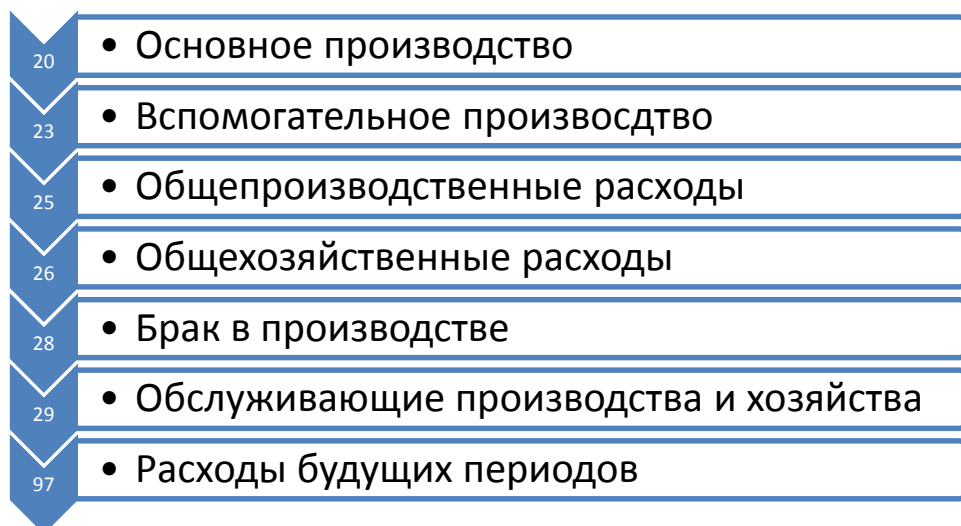 20 • Основное производство
23 • Вспомогательное произвосдтво
25 • Общепроизводственные расходы
26 • Общехозяйственные расходы
28 • Брак в производстве
29 • Обслуживающие производства и хозяйства
97 • Расходы будущих периодов